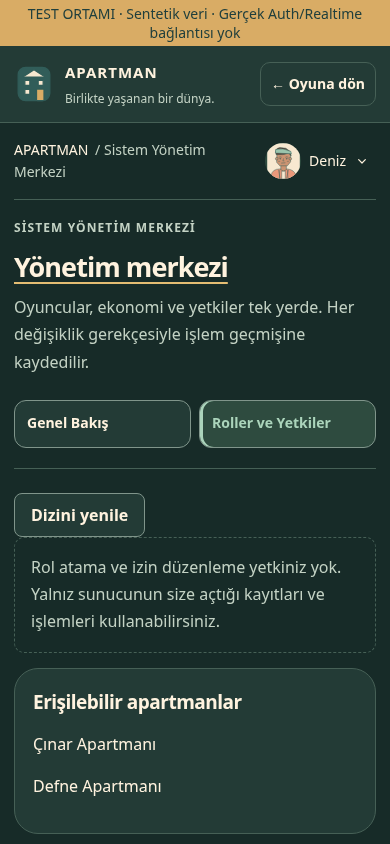 TEST ORTAMI · Sentetik veri · Gerçek Auth/Realtime
bağlantısı yok
APARTMAN
Birlikte yaşanan bir dünya.
← Oyuna dön
APARTMAN / Sistem Yönetim
Merkezi
Deniz
SİSTEM YÖNETİM MERKEZİ
Yönetim merkezi
Oyuncular, ekonomi ve yetkiler tek yerde. Her
değişiklik gerekçesiyle işlem geçmişine
kaydedilir.
Genel Bakış
Roller ve Yetkiler
Dizini yenile
Rol atama ve izin düzenleme yetkiniz yok.
Yalnız sunucunun size açtığı kayıtları ve
işlemleri kullanabilirsiniz.
Erişilebilir apartmanlar
Çınar Apartmanı
Defne Apartmanı